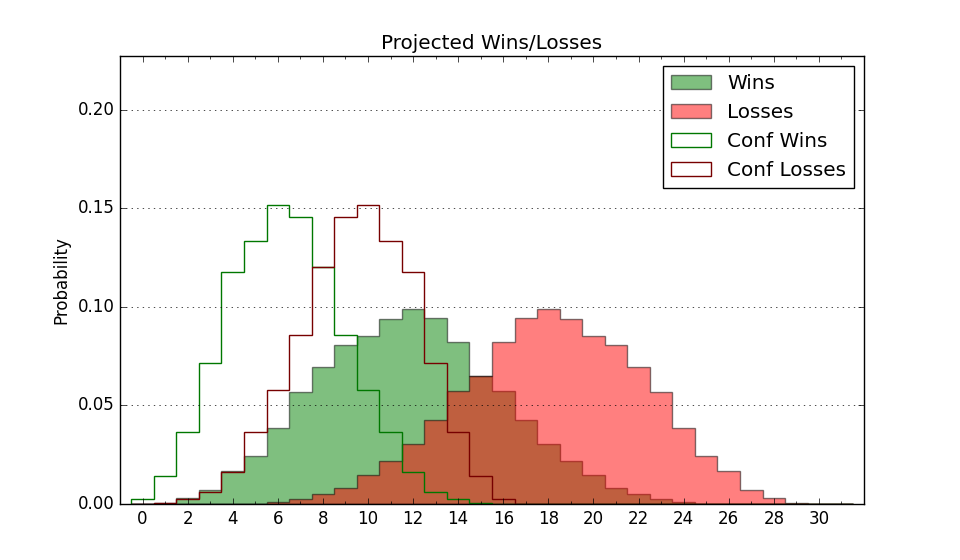 Projected Wins/Losses
Wins
Losses
Conf Wins
Conf Losses
Probability
0.20
0.15
0.10
0.05
0.00
0 2 4 6 8 10 12 14 16 18 20 22 24 26 28 30